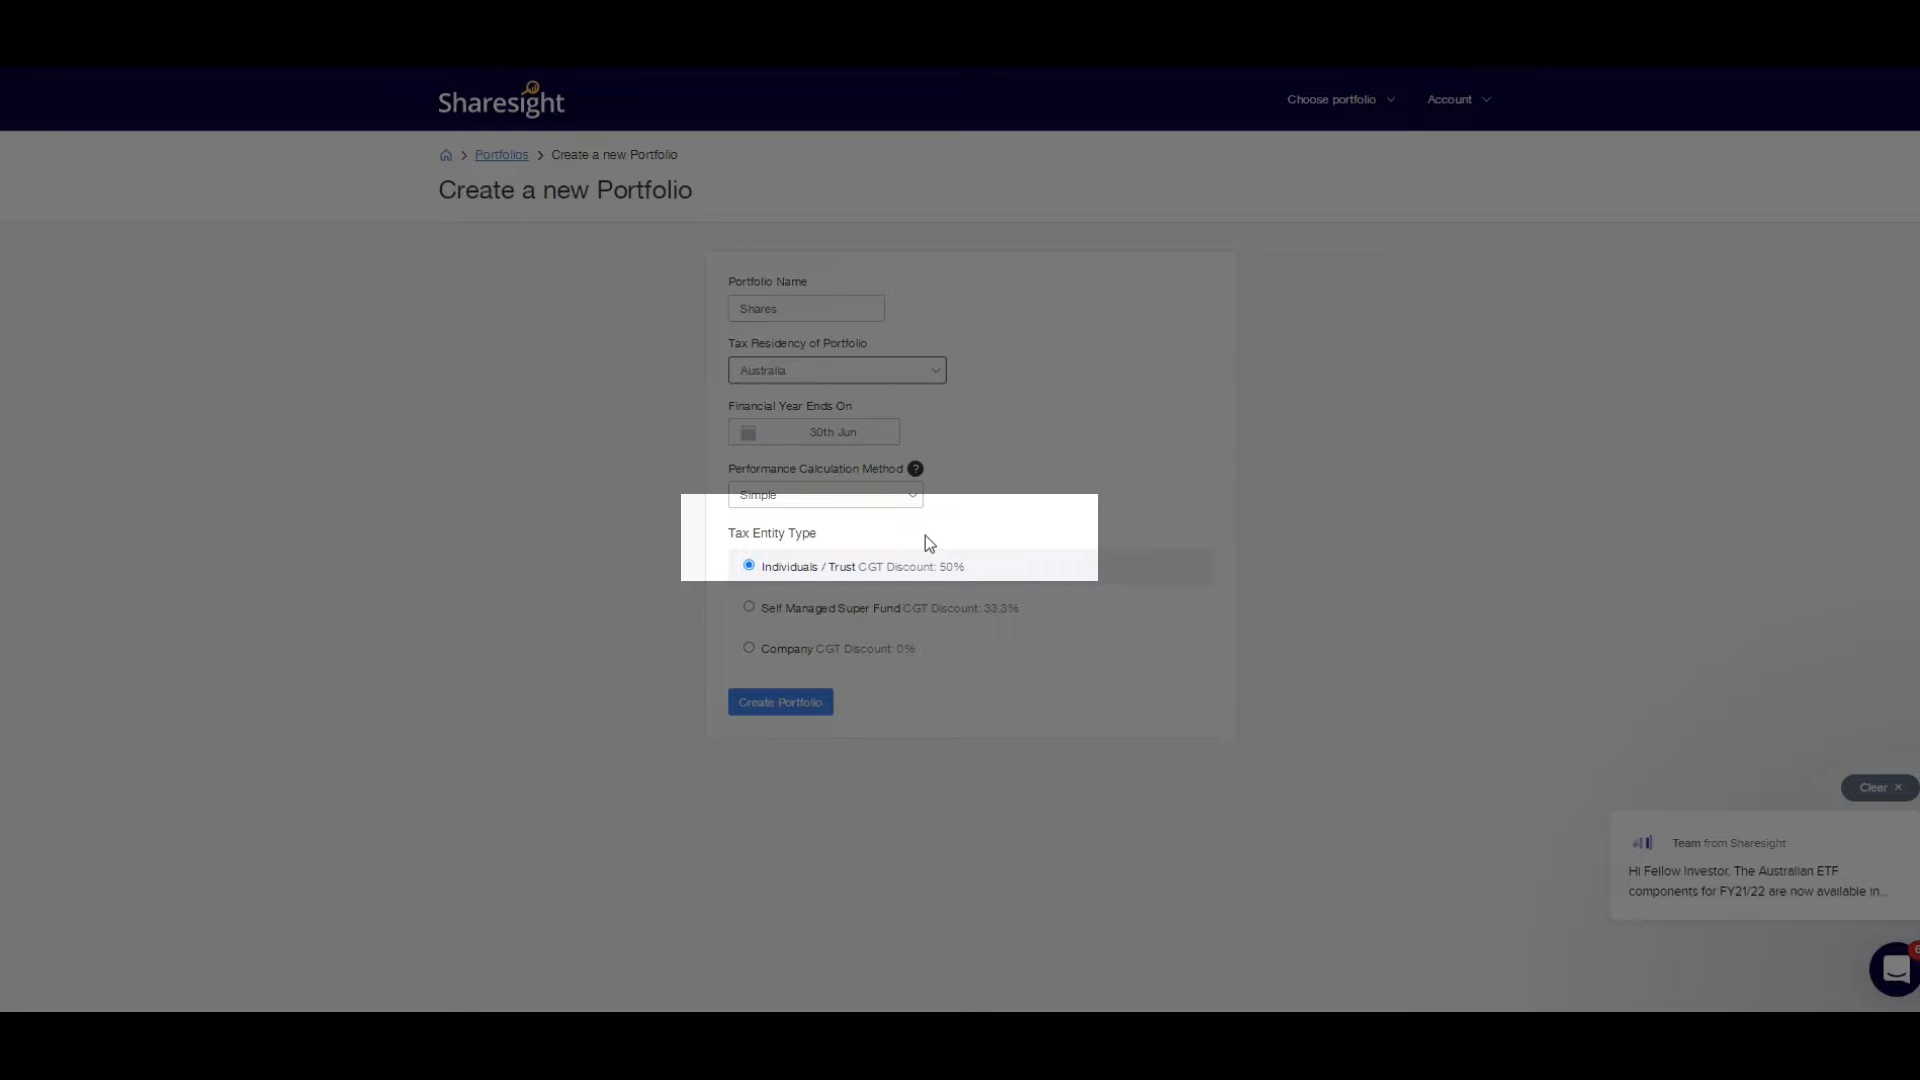 Sharesight
Choose portfolio
Account
Portfolios > Create a new Portfolio
Create a new Portfolio
Portfolio Name
Shares
Tax Residency of Portfolio
Australia
Financial Year Ends On
30th Jun
Performance Calculation Method ?
Simple
Tax Entity Type
Individuals / Trust CGT Discount: 50%
Self Managed Super Fund CGT Discount: 33.3%
Company CGT Discount: 0%
Create Portfolio
Clear ×
Team from Sharesight
Hi Fellow Investor, The Australian ETF
components for FY21/22 are now available in...